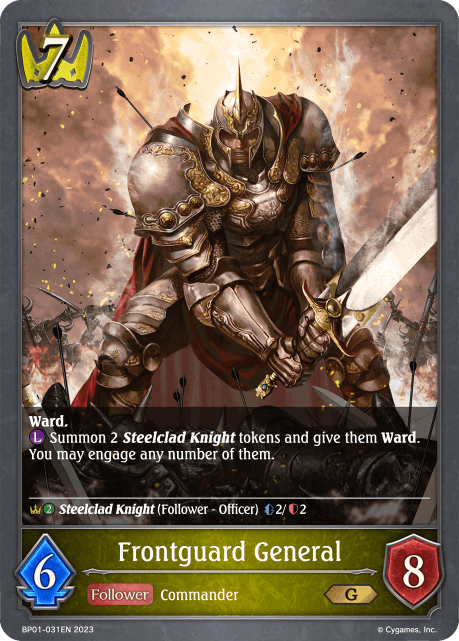 7
Ward.
L Summon 2 Steelclad Knight tokens and give them Ward.
You may engage any number of them.
2 Steelclad Knight (Follower - Officer) 2/ 2
Frontguard General
6
Follower Commander
G
8
BP01-031EN 2023
© Cygames, Inc.